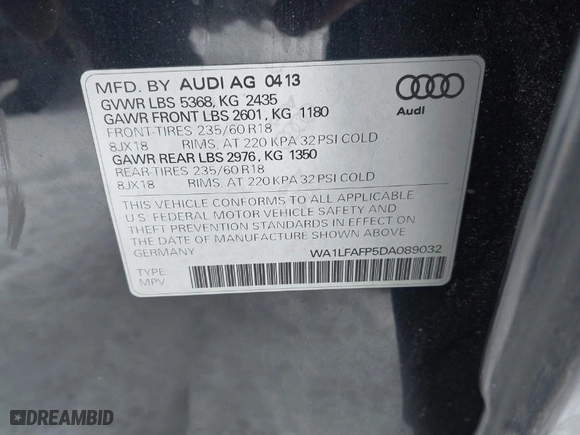 MFD. BY AUDI AG 0413
GVWR LBS 5368, KG 2435
GAWR FRONT LBS 2601, KG 1180
FRONT-TIRES 235/60 R18
8JX18 RIMS, AT 220 KPA 32 PSI COLD
GAWR REAR LBS 2976, KG 1350
REAR-TIRES 235/60 R18
8JX18 RIMS, AT 220 KPA 32 PSI COLD
Audi
THIS VEHICLE CONFORMS TO ALL APPLICABLE
U.S. FEDERAL MOTOR VEHICLE SAFETY AND
THEFT PREVENTION STANDARDS IN EFFECT ON
THE DATE OF MANUFACTURE SHOWN ABOVE
GERMANY
WA1LFAFP5DA089032
TYPE
MPV
DREAMBID